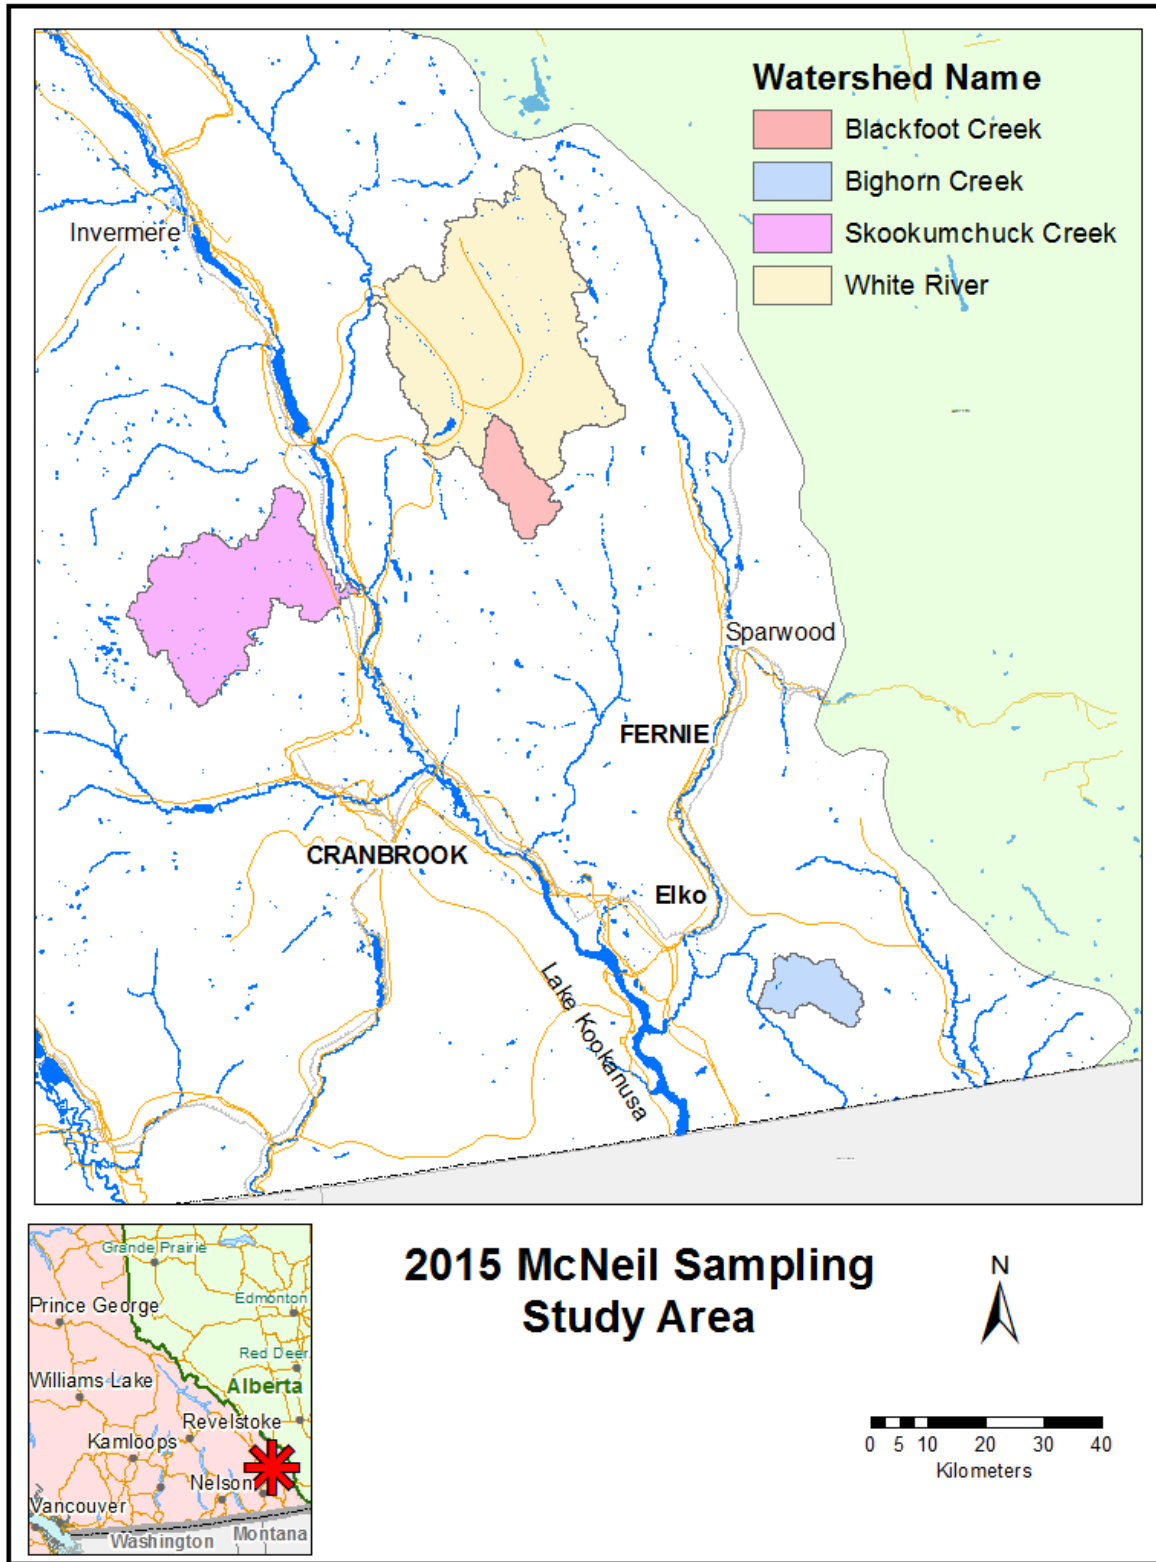 Watershed Name
Blackfoot Creek
Bighorn Creek
Skookumchuck Creek
White River
Invermere
Sparwood
FERNIE
CRANBROOK
Elko
Lake Kookanusa
2015 McNeil Sampling
Study Area
N
0 5 10 20 30 40
Kilometers
Grande Prairie
Prince George
Edmonton
Red Deer
Williams Lake
Alberta
Revelstoke
Kamloops
Nelson
Vancouver
Washington
Montana